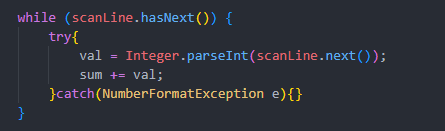 while (scanLine.hasNext()) {
    try{
        val = Integer.parseInt(scanLine.next());
        sum += val;
    }catch(NumberFormatException e){}
}